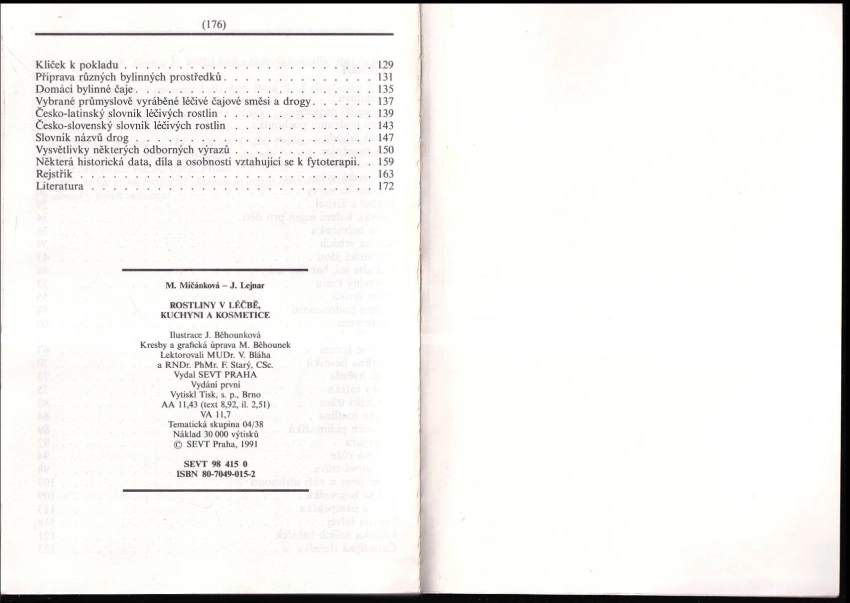 (176)
Klíček k pokladu . . . . . . . . . . . . . . . . . . . . . . . 129
Příprava různých bylinných prostředků . . . . . . . . . . . . . 131
Domácí bylinné čaje . . . . . . . . . . . . . . . . . . . . . . 135
Vybrané průmyslově vyráběné léčivé čajové směsi a drogy . . . . . . 137
Česko-latinský slovník léčivých rostlin . . . . . . . . . . . . . 139
Česko-slovenský slovník léčivých rostlin . . . . . . . . . . . . 143
Slovník názvů drog . . . . . . . . . . . . . . . . . . . . . . 147
Vysvětlivky některých odborných výrazů . . . . . . . . . . . . . 150
Některá historická data, díla a osobnosti vztahující se k fytoterapii . . 159
Rejstřík . . . . . . . . . . . . . . . . . . . . . . . . . . . 163
Literatura . . . . . . . . . . . . . . . . . . . . . . . . . . 172
M. Mičánková – J. Lejnar
ROSTLINY V LÉČBĚ,
KUCHYNI A KOSMETICE
Ilustrace J. Běhounková
Kresby a grafická úprava M. Běhounek
Lektorovali MUDr. V. Bláha
a RNDr. PhMr. F. Starý, CSc.
Vydal SEVT PRAHA
Vydání první
Vytiskl Tisk, s. p., Brno
AA 11,43 (text 8,92, il. 2,51)
VA 11,7
Tematická skupina 04/38
Náklad 30 000 výtisků
© SEVT Praha, 1991
SEVT 98 415 0
ISBN 80-7049-015-2